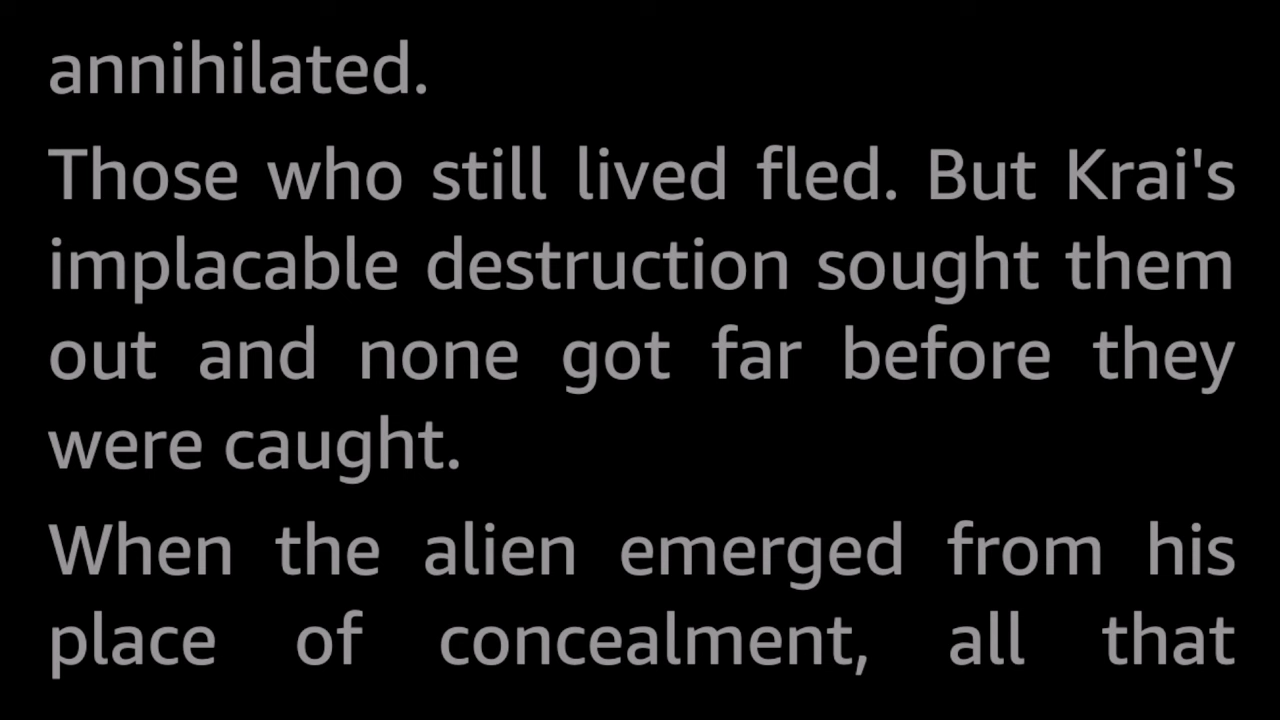 annihilated.
Those who still lived fled. But Krai's
implacable destruction sought them
out and none got far before they
were caught.
When the alien emerged from his
place of concealment, all that